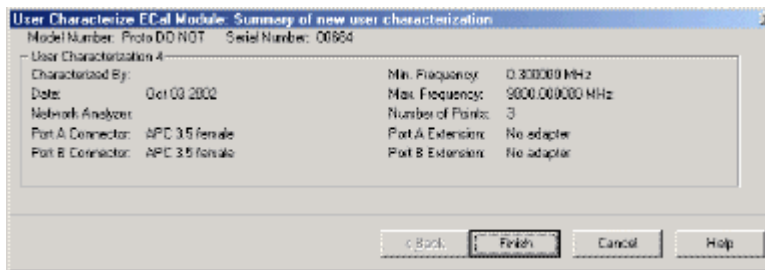 User Characterize ECal Module: Summary of new user characterization
Model Number: Proto DO NOT Serial Number: 00664
User Characterization 4
Characterized By: Min. Frequency: 0.300000 MHz
Date: Oct 03 2002 Max. Frequency: 9000.000000 MHz
Network Analyzer: Number of Points: 3
Port A Connector: APC 3.5 female Port A Extension: No adapter
Port B Connector: APC 3.5 female Port B Extension: No adapter
< Back Finish Cancel Help